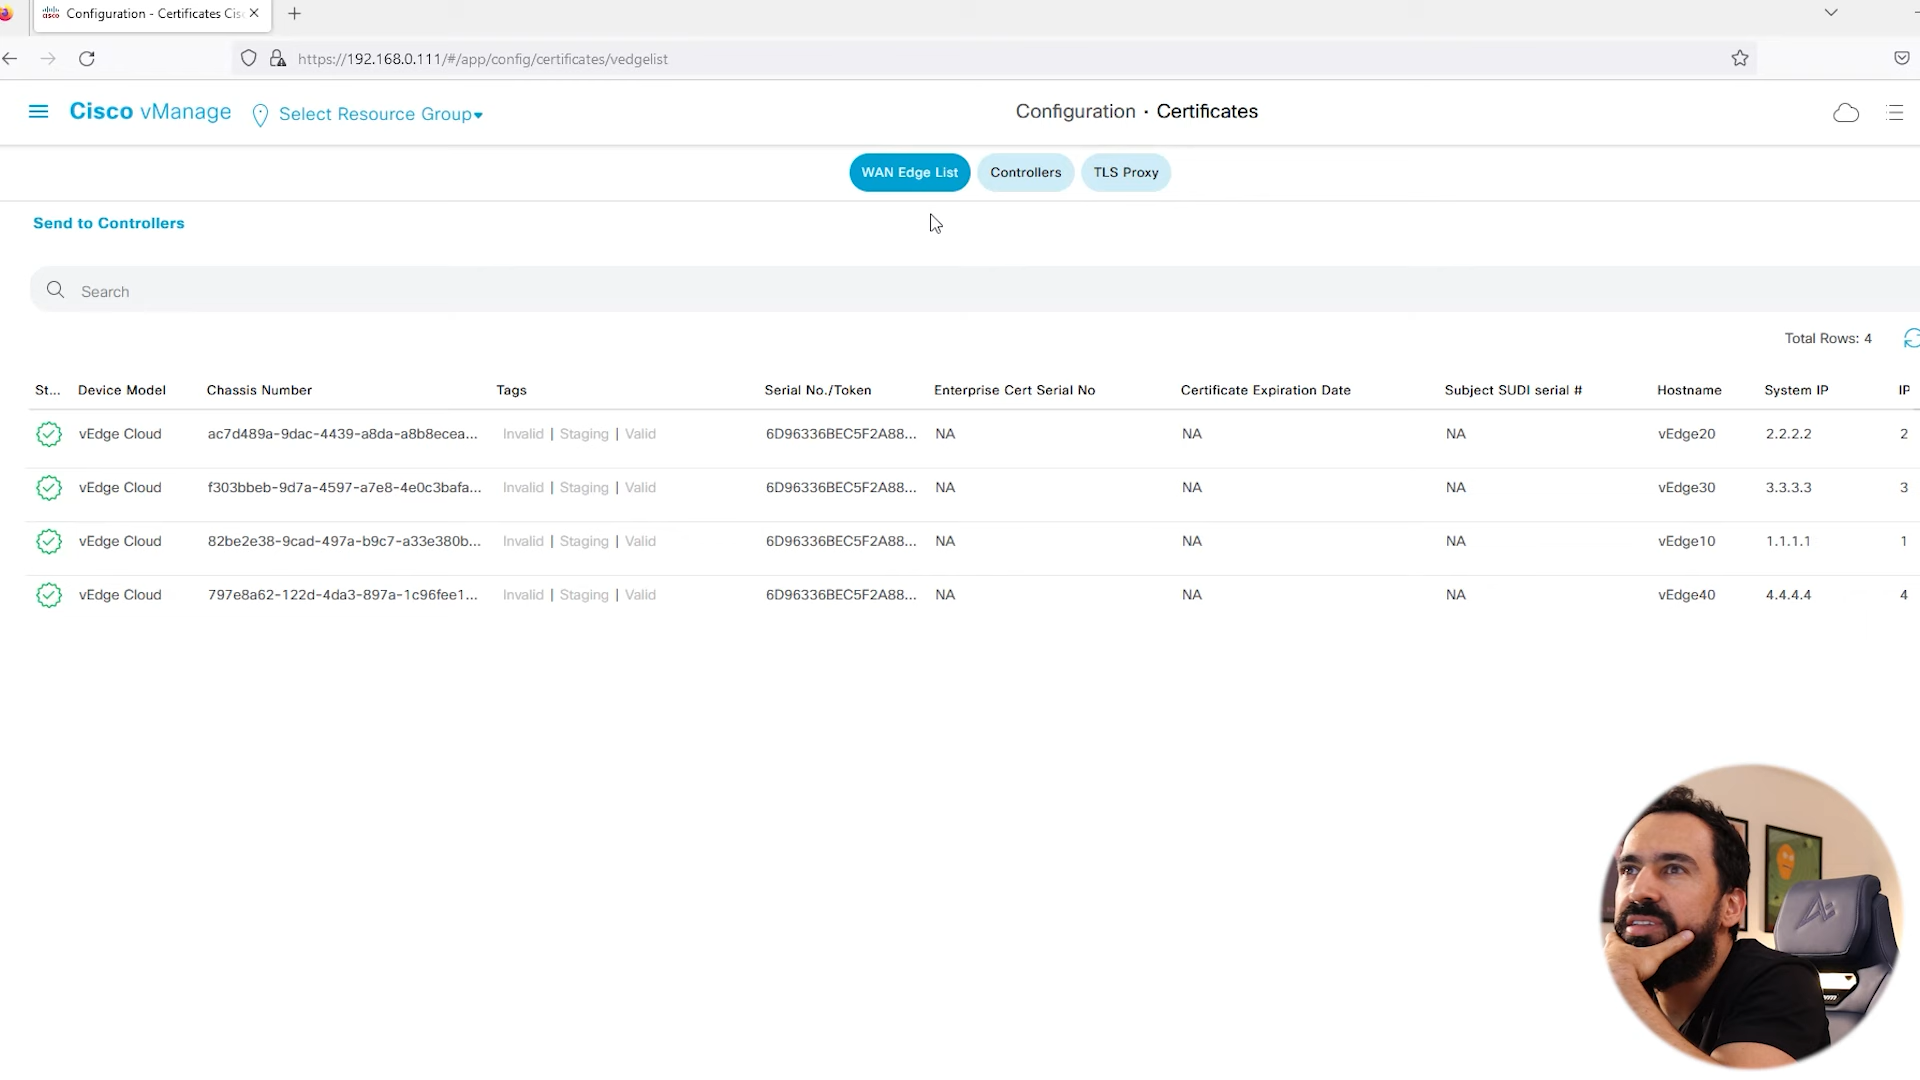 Configuration - Certificates Cis
https://192.168.0.111/#/app/config/certificates/vedgelist
Cisco vManage Select Resource Group
Configuration · Certificates
WAN Edge List Controllers TLS Proxy
Send to Controllers
Search
Total Rows: 4
St... Device Model Chassis Number Tags Serial No./Token Enterprise Cert Serial No Certificate Expiration Date Subject SUDI serial # Hostname System IP IP
vEdge Cloud ac7d489a-9dac-4439-a8da-a8b8ecea... Invalid | Staging | Valid 6D96336BEC5F2A88... NA NA NA vEdge20 2.2.2.2 2
vEdge Cloud f303bbeb-9d7a-4597-a7e8-4e0c3bafa... Invalid | Staging | Valid 6D96336BEC5F2A88... NA NA NA vEdge30 3.3.3.3 3
vEdge Cloud 82be2e38-9cad-497a-b9c7-a33e380b... Invalid | Staging | Valid 6D96336BEC5F2A88... NA NA NA vEdge10 1.1.1.1 1
vEdge Cloud 797e8a62-122d-4da3-897a-1c96fee1... Invalid | Staging | Valid 6D96336BEC5F2A88... NA NA NA vEdge40 4.4.4.4 4